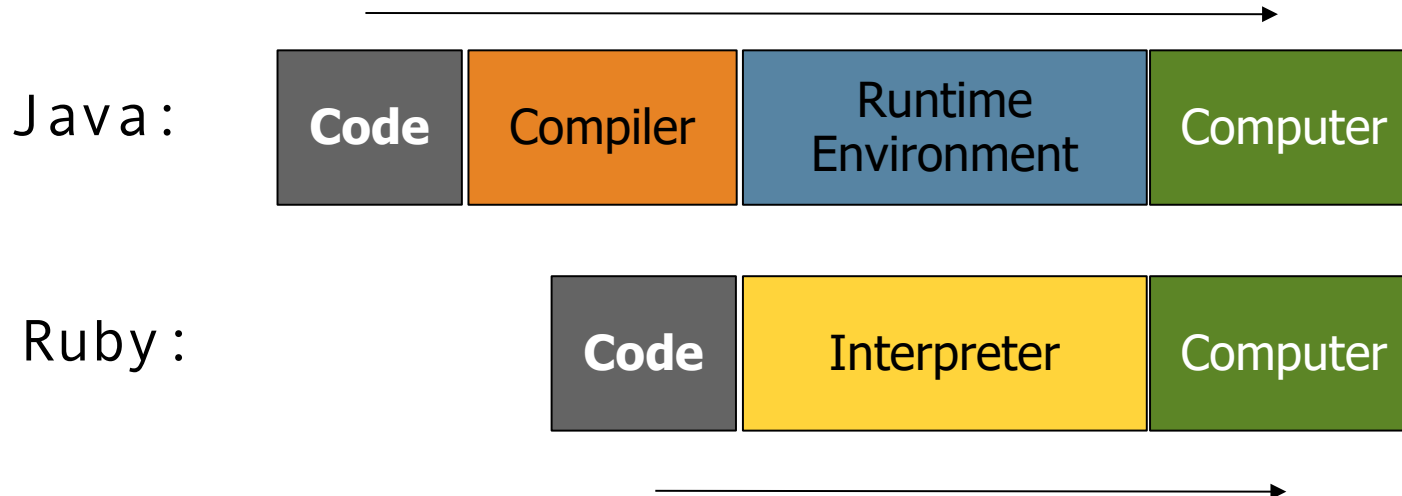 Java:
Code
Compiler
Runtime
Environment
Computer
Ruby:
Code
Interpreter
Computer